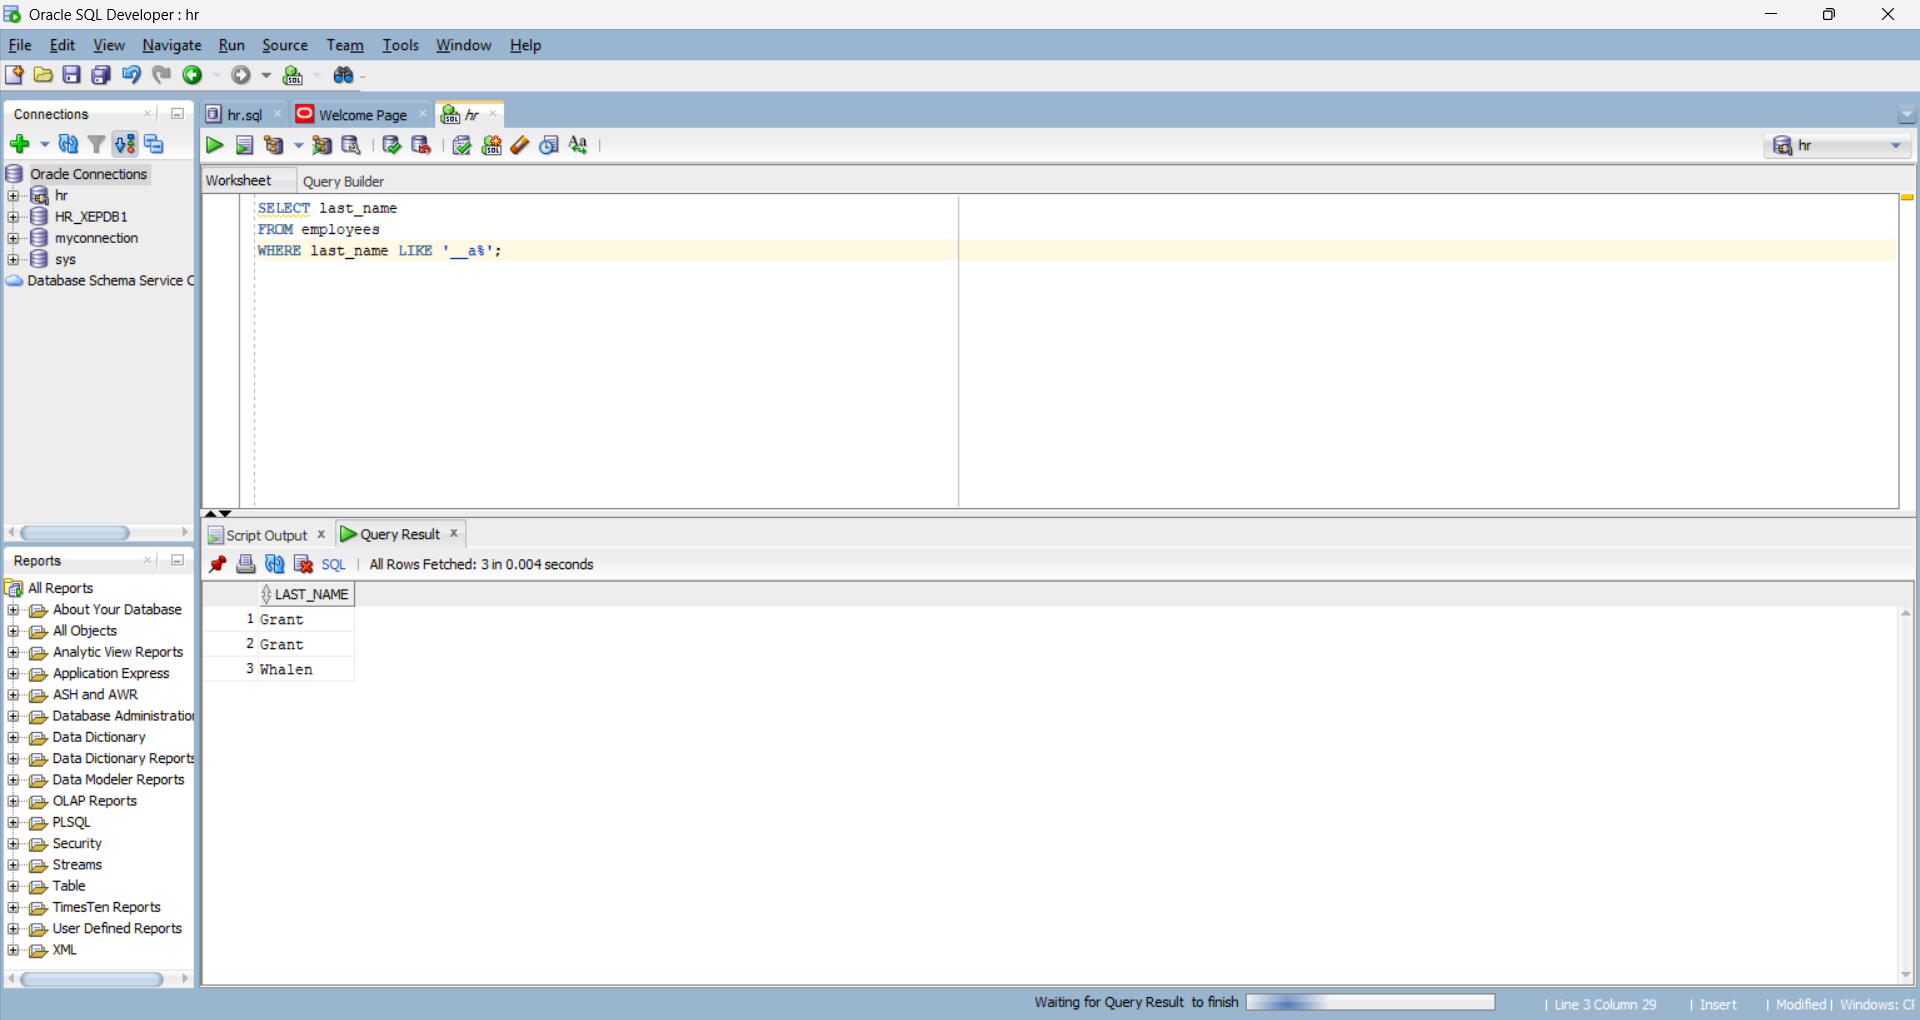 Oracle SQL Developer : hr
File Edit View Navigate Run Source Team Tools Window Help
Connections
Oracle Connections
hr
HR_XEPDB1
myconnection
sys
Database Schema Service C
Reports
All Reports
About Your Database
All Objects
Analytic View Reports
Application Express
ASH and AWR
Database Administration
Data Dictionary
Data Dictionary Reports
Data Modeler Reports
OLAP Reports
PLSQL
Security
Streams
Table
TimesTen Reports
User Defined Reports
XML
hr.sql Welcome Page hr
hr
Worksheet Query Builder
SELECT last_name
FROM employees
WHERE last_name LIKE '__a%';
Script Output x Query Result x
SQL | All Rows Fetched: 3 in 0.004 seconds
LAST_NAME
1 Grant
2 Grant
3 Whalen
Waiting for Query Result to finish | Line 3 Column 29 | Insert | Modified | Windows: CF